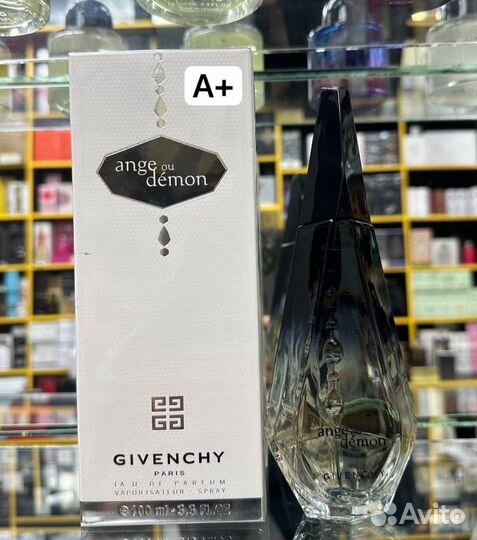 A+
ange ou
démon
GIVENCHY
PARIS
EAU DE PARFUM
VAPORISATEUR - SPRAY
℮ 100 ml • 3.3 FL.OZ
ange ou
démon
GIVENCHY
Avito